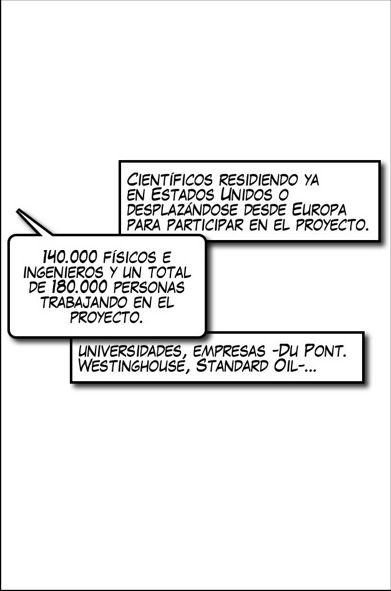 Científicos residiendo ya
en Estados Unidos o
desplazándose desde Europa
para participar en el proyecto.
140.000 físicos e
ingenieros y un total
de 180.000 personas
trabajando en el
proyecto.
universidades, empresas -Du Pont.
Westinghouse, Standard Oil-...